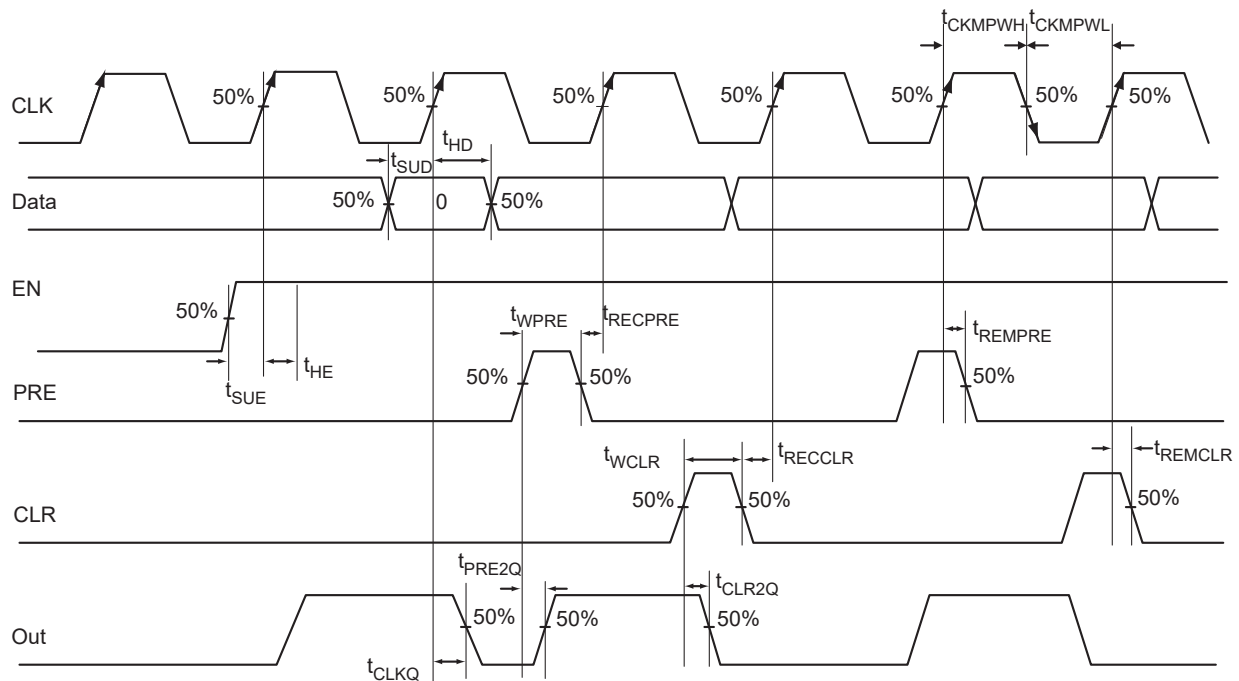 tCKMPWH tCKMPWL
CLK 50% 50% 50% 50% 50% 50% 50%
tSUD tHD
Data 50% 0 50%
EN 50%
tSUE tHE tWPRE tRECPRE tREMPRE
PRE 50% 50% 50%
tWCLR tRECCLR tREMCLR
CLR 50% 50% 50%
tPRE2Q tCLR2Q
Out 50% 50% 50%
tCLKQ